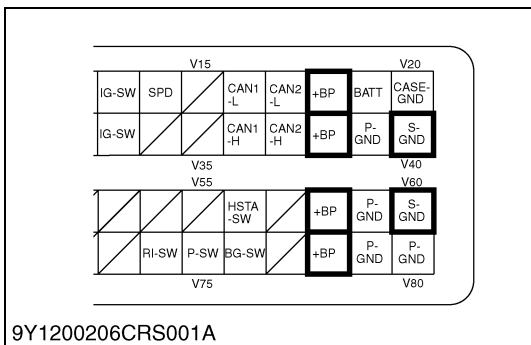 V15 V20
IG-SW SPD CAN1 -L CAN2 -L +BP BATT CASE- GND
IG-SW CAN1 -H CAN2 -H +BP P- GND S- GND
V35 V40
V55 V60
HSTA -SW +BP P- GND S- GND
RI-SW P-SW BG-SW +BP P- GND P- GND
V75 V80
9Y1200206CRS001A